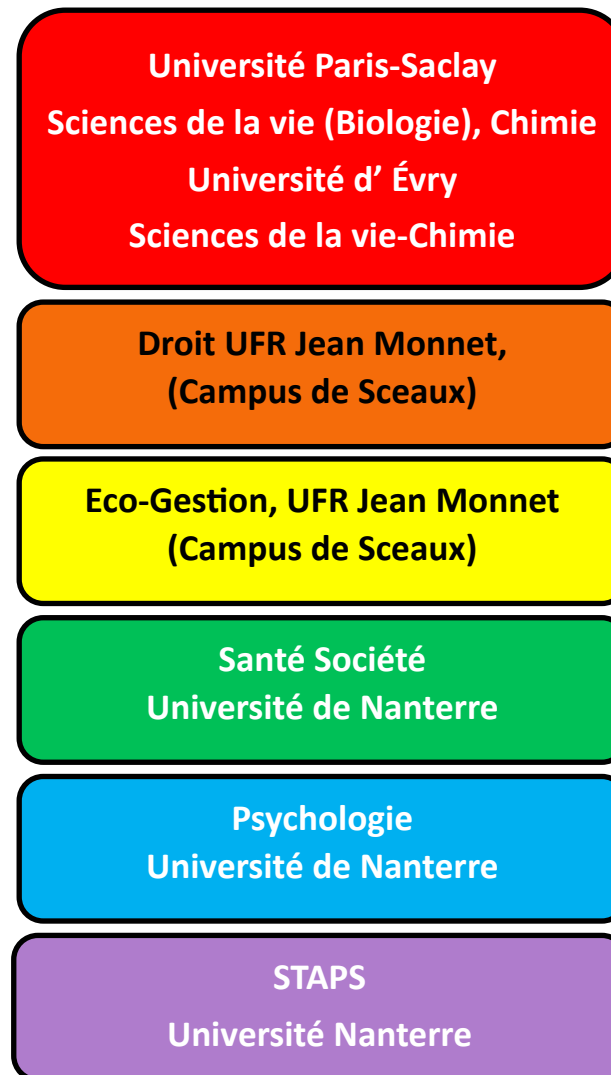 Université Paris-Saclay
Sciences de la vie (Biologie), Chimie
Université d’ Évry
Sciences de la vie-Chimie
Droit UFR Jean Monnet,
(Campus de Sceaux)
Eco-Gestion, UFR Jean Monnet
(Campus de Sceaux)
Santé Société
Université de Nanterre
Psychologie
Université de Nanterre
STAPS
Université Nanterre